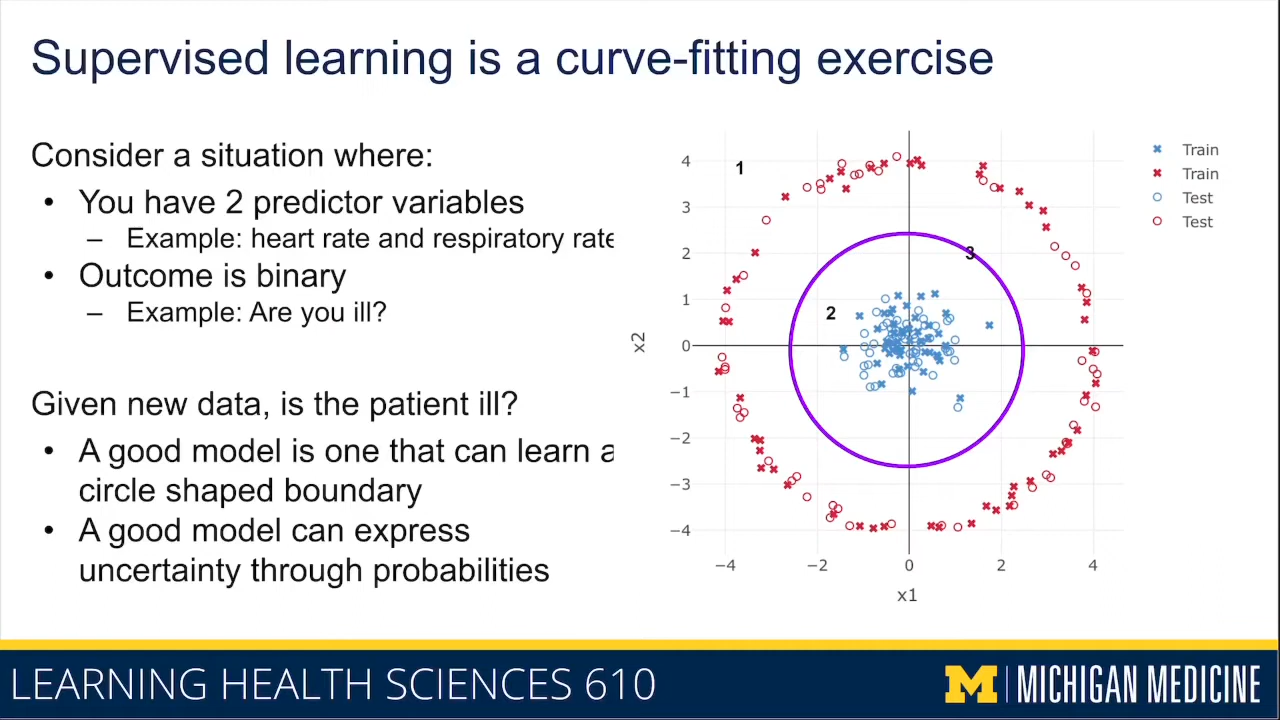 Supervised learning is a curve-fitting exercise
Consider a situation where:
• You have 2 predictor variables
– Example: heart rate and respiratory rate
• Outcome is binary
– Example: Are you ill?
Given new data, is the patient ill?
• A good model is one that can learn a
circle shaped boundary
• A good model can express
uncertainty through probabilities
1
2
3
4
3
2
1
0
−1
−2
−3
−4
x2
−4 −2 0 2 4
x1
Train
Train
Test
Test
LEARNING HEALTH SCIENCES 610
M | MICHIGAN MEDICINE